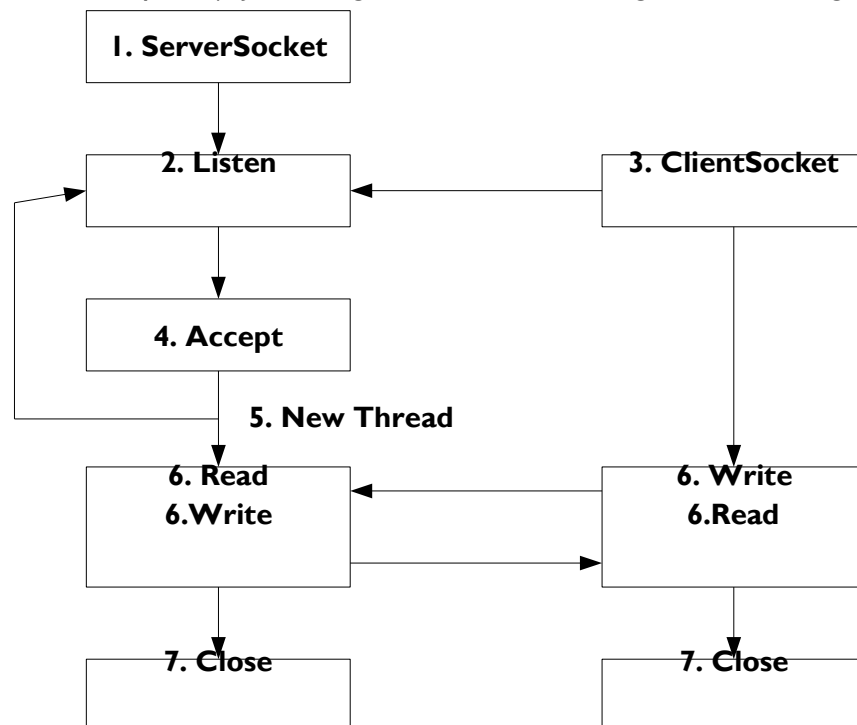 1. ServerSocket
2. Listen
3. ClientSocket
4. Accept
5. New Thread
6. Read
6.Write
6. Write
6.Read
7. Close
7. Close